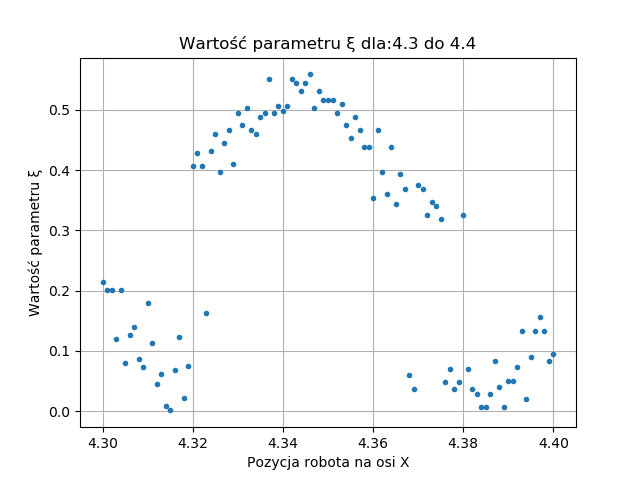 Wartość parametru ξ dla:4.3 do 4.4
Wartość parametru ξ
0.5
0.4
0.3
0.2
0.1
0.0
4.30 4.32 4.34 4.36 4.38 4.40
Pozycja robota na osi X